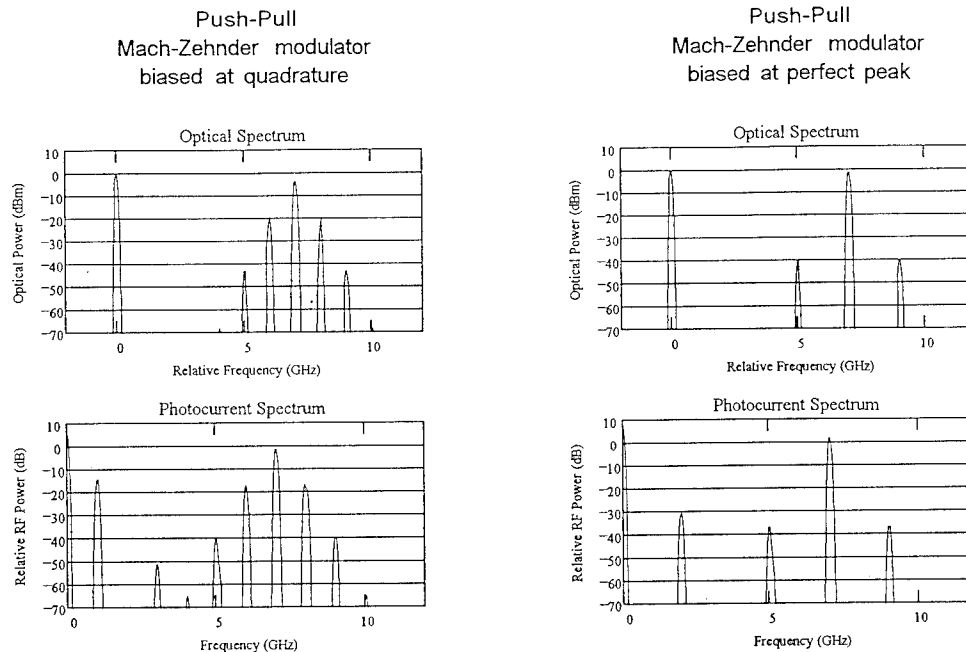 Push-Pull
Mach-Zehnder modulator
biased at quadrature
Optical Spectrum
Optical Power (dBm)
10
0
-10
-20
-30
-40
-50
-60
-70
0
5
10
Relative Frequency (GHz)
Photocurrent Spectrum
Relative RF Power (dB)
10
0
-10
-20
-30
-40
-50
-60
-70
0
5
10
Frequency (GHz)
Push-Pull
Mach-Zehnder modulator
biased at perfect peak
Optical Spectrum
Optical Power (dBm)
10
0
-10
-20
-30
-40
-50
-60
-70
0
5
10
Relative Frequency (GHz)
Photocurrent Spectrum
Relative RF Power (dB)
10
0
-10
-20
-30
-40
-50
-60
-70
0
5
10
Frequency (GHz)